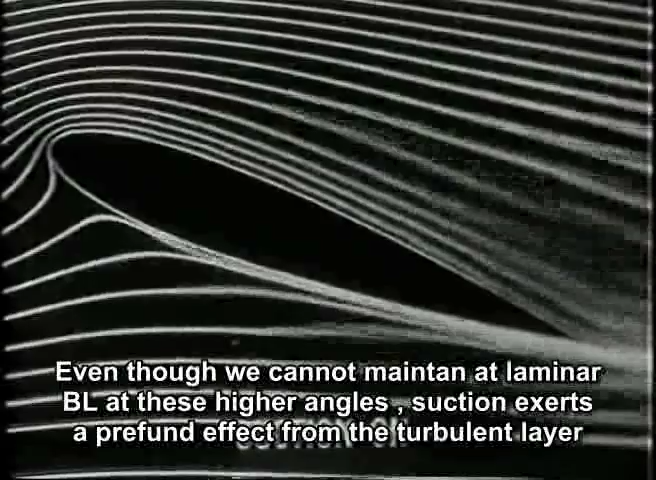 Even though we cannot maintan at laminar
BL at these higher angles , suction exerts
a prefund effect from the turbulent layer